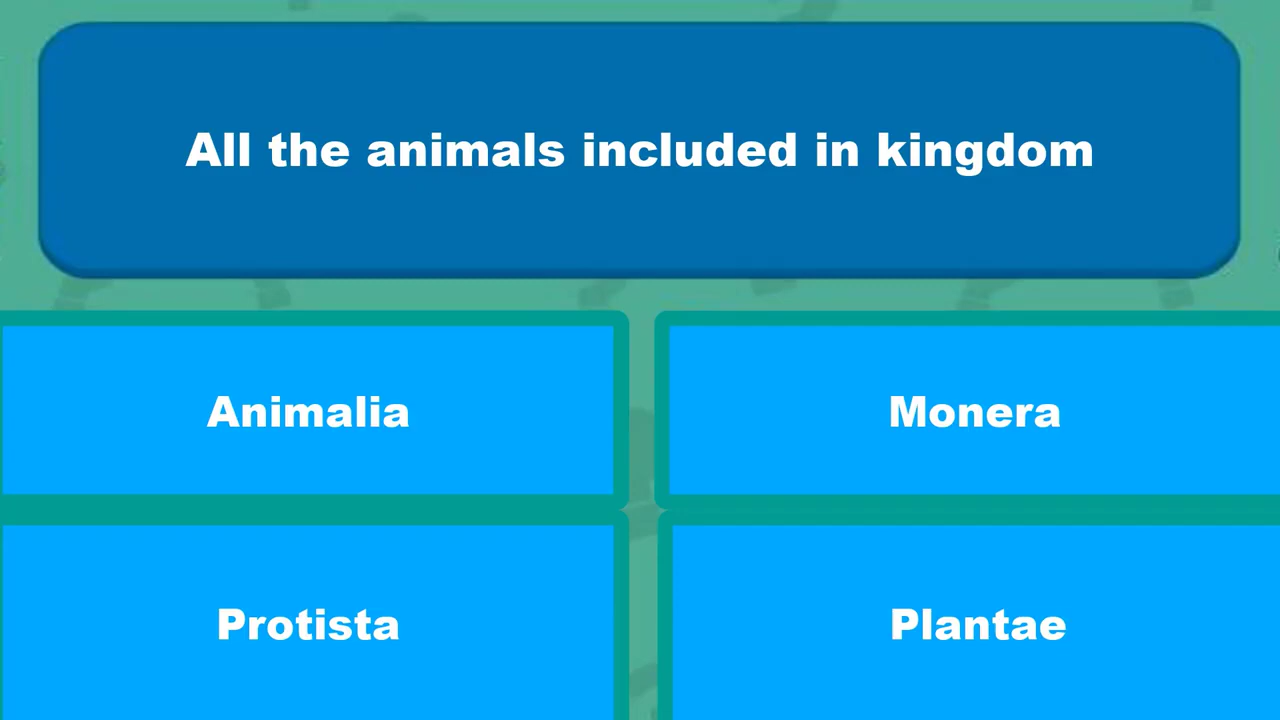 All the animals included in kingdom
Animalia
Monera
Protista
Plantae